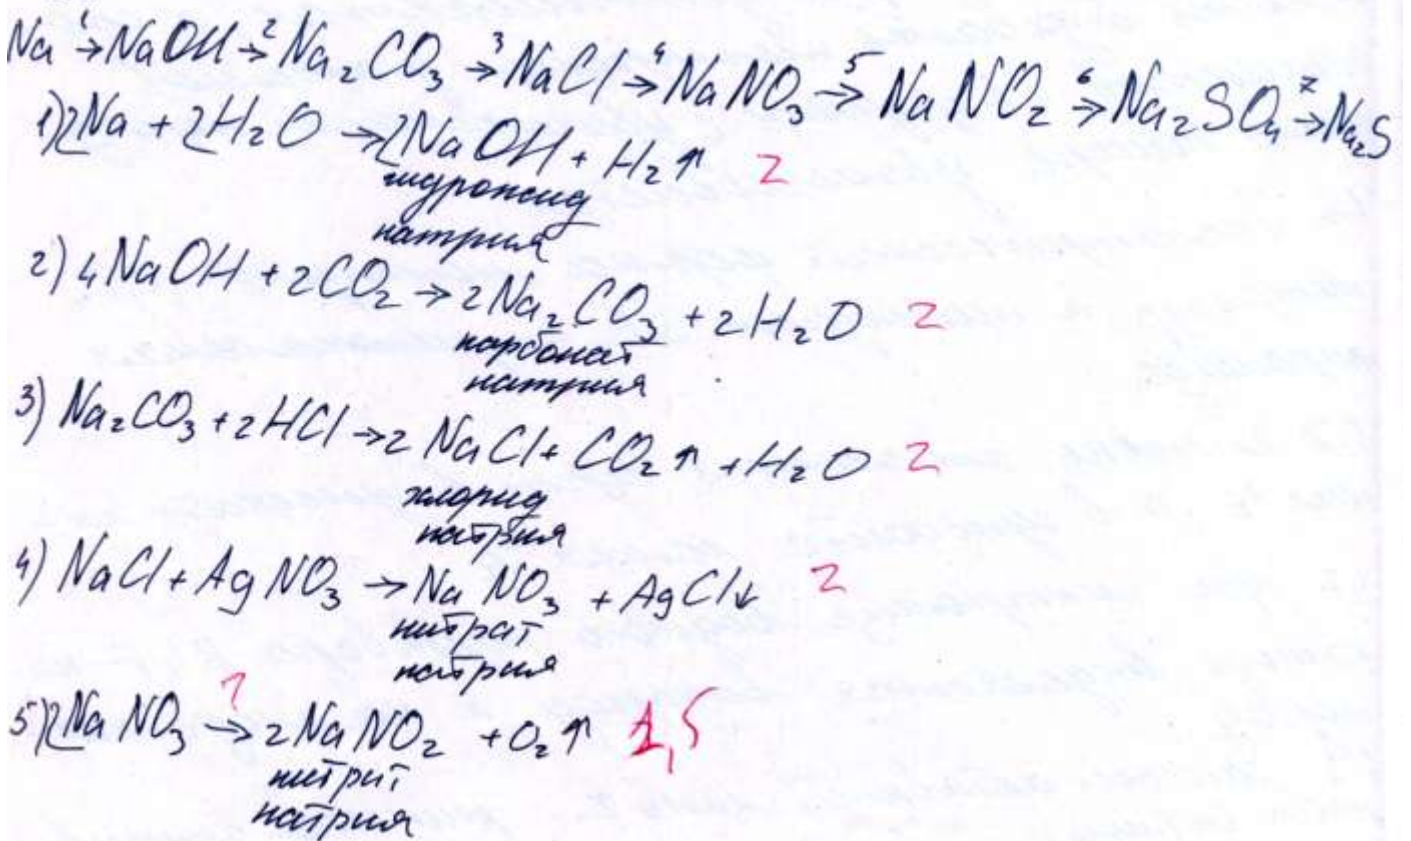 Na →¹ NaOH →² Na₂CO₃ →³ NaCl →⁴ NaNO₃ →⁵ NaNO₂ →⁶ Na₂SO₄ →⁷ Na₂S
1) 2Na + 2H₂O → 2NaOH + H₂↑ 2
гидроксид
натрия
2) 4NaOH + 2CO₂ → 2Na₂CO₃ + 2H₂O 2
карбонат
натрия
3) Na₂CO₃ + 2HCl → 2NaCl + CO₂↑ + H₂O 2
хлорид
натрия
4) NaCl + AgNO₃ → NaNO₃ + AgCl↓ 2
нитрат
натрия
5) 2NaNO₃ →? 2NaNO₂ + O₂↑ 1,5
нитрит
натрия